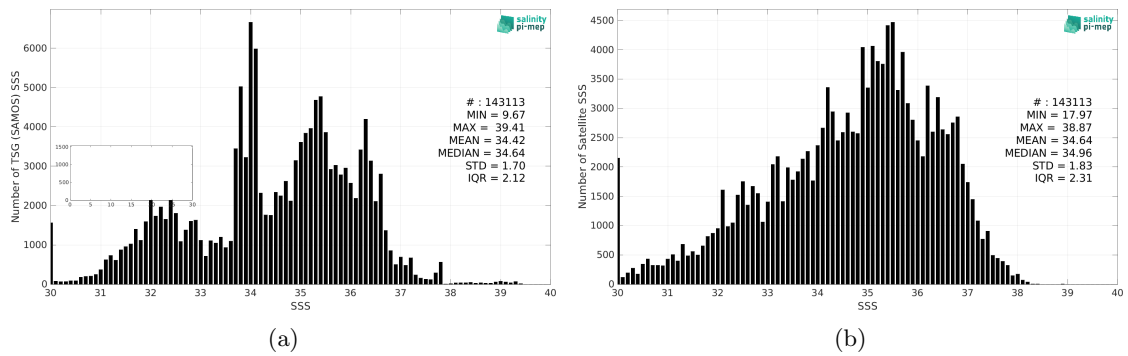 salinity
pi-mep
Number of TSG (SAMOS) SSS
6000
5000
4000
3000
2000
1000
0
# : 143113
MIN = 9.67
MAX = 39.41
MEAN = 34.42
MEDIAN = 34.64
STD = 1.70
IQR = 2.12
1500
1000
500
0
0 5 10 15 20 25 30
30 31 32 33 34 35 36 37 38 39 40
SSS
(a)
salinity
pi-mep
Number of Satellite SSS
4500
4000
3500
3000
2500
2000
1500
1000
500
0
# : 143113
MIN = 17.97
MAX = 38.87
MEAN = 34.64
MEDIAN = 34.96
STD = 1.83
IQR = 2.31
30 31 32 33 34 35 36 37 38 39 40
SSS
(b)